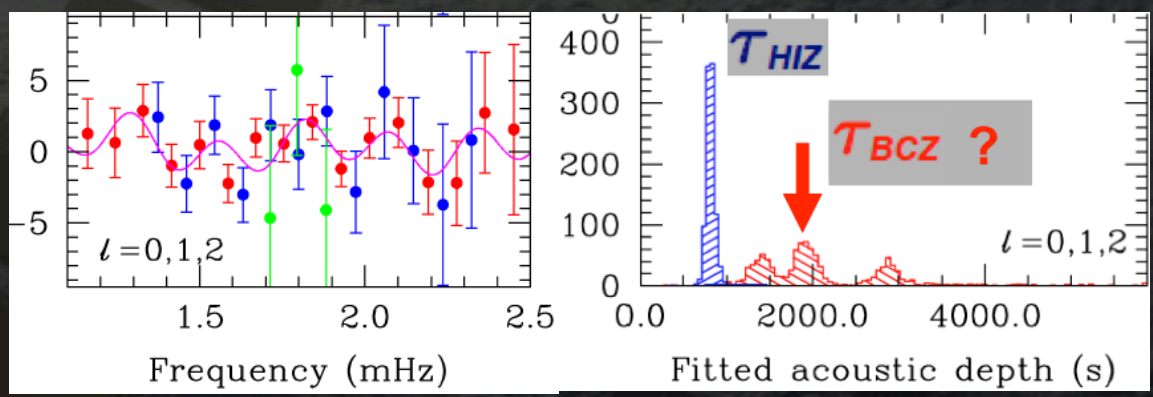 5
0
−5
ℓ=0,1,2
1.5
2.0
2.5
Frequency (mHz)
400
300
200
100
0
τHIZ
τBCZ ?
ℓ=0,1,2
0.0
2000.0
4000.0
Fitted acoustic depth (s)